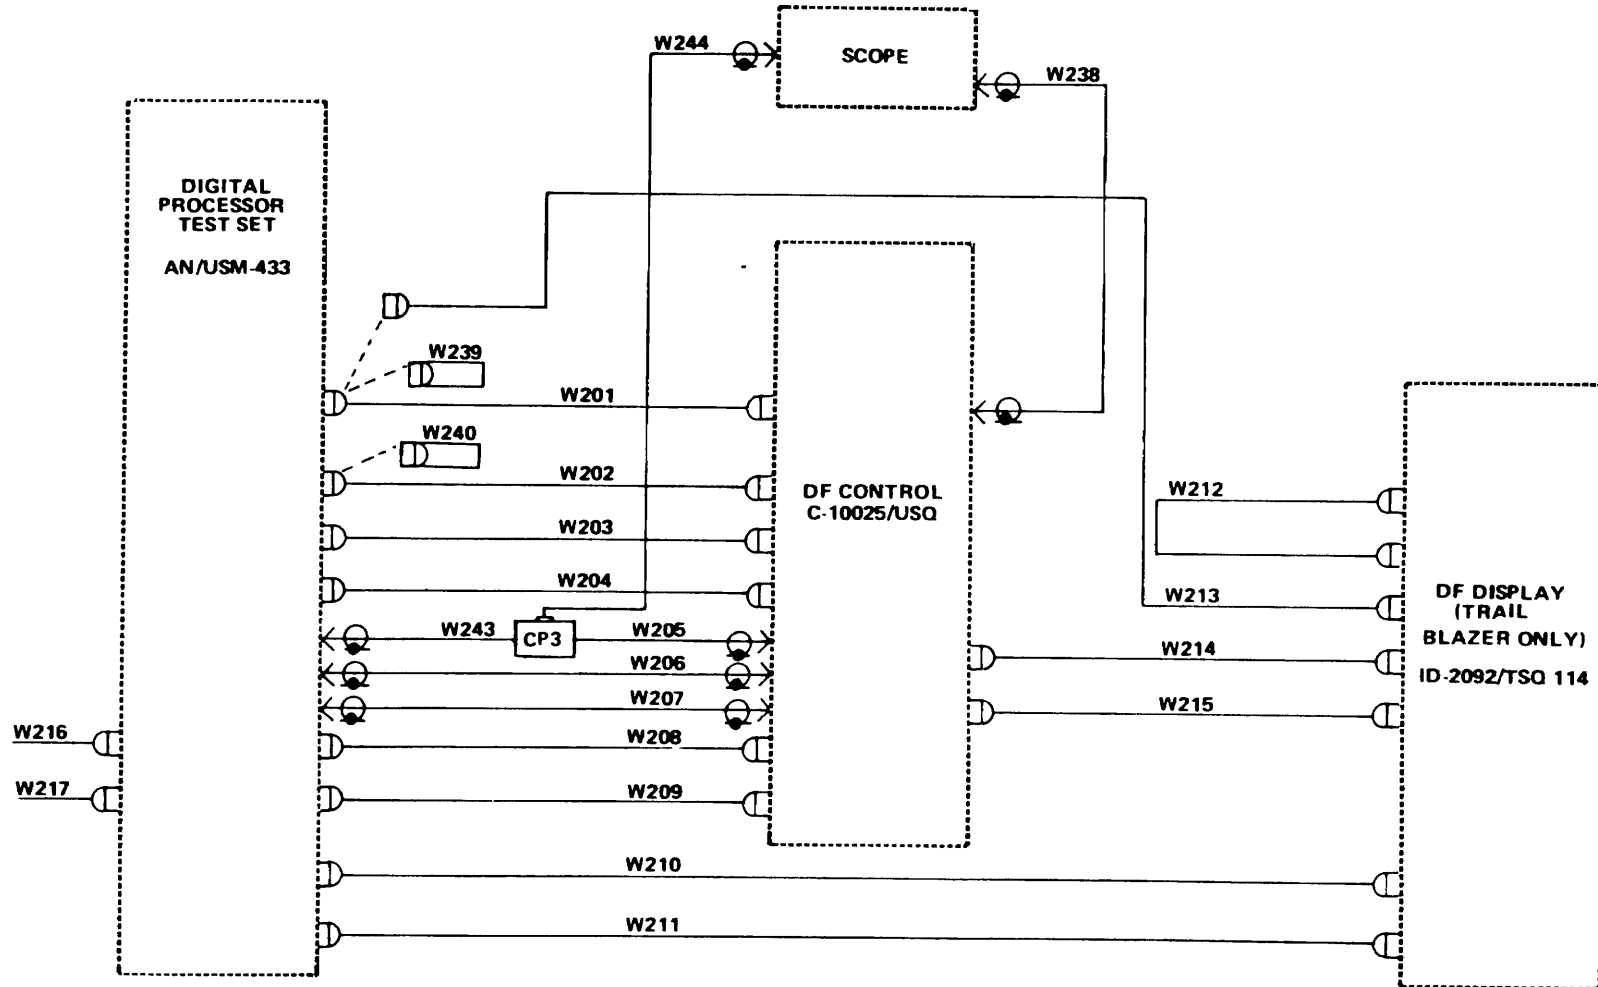 W244
SCOPE
W238
DIGITAL
PROCESSOR
TEST SET
AN/USM-433
W239
W201
W240
W202
DF CONTROL
C-10025/USQ
W212
W203
W204
W213
DF DISPLAY
(TRAIL
BLAZER ONLY)
ID-2092/TSQ 114
W243
CP3
W205
W214
W206
W207
W215
W216
W208
W217
W209
W210
W211